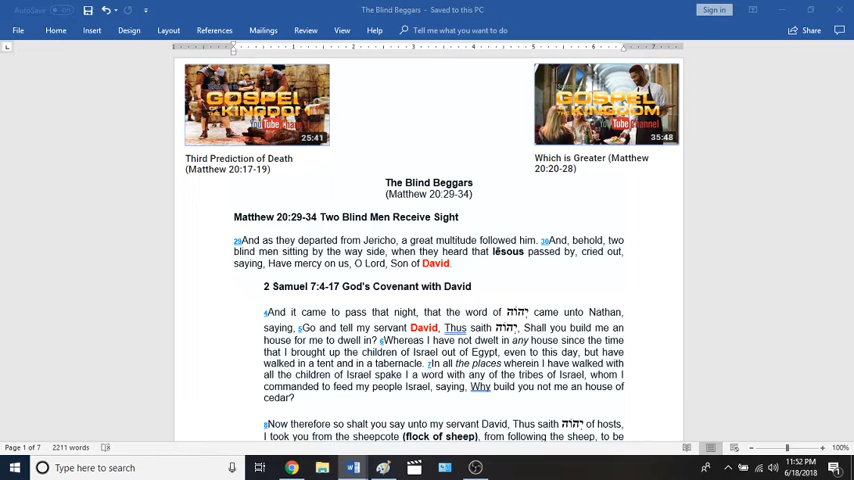 AutoSave
The Blind Beggars - Saved to this PC
Sign in
File Home Insert Design Layout References Mailings Review View Help Tell me what you want to do Share
GOSPEL
KINGDOM
YouTube Channel
25:41
GOSPEL
KINGDOM
YouTube Channel
35:48
Third Prediction of Death
(Matthew 20:17-19)
Which is Greater (Matthew
20:20-28)
The Blind Beggars
(Matthew 20:29-34)
Matthew 20:29-34 Two Blind Men Receive Sight
29And as they departed from Jericho, a great multitude followed him. 30And, behold, two
blind men sitting by the way side, when they heard that Iēsous passed by, cried out,
saying, Have mercy on us, O Lord, Son of David.
2 Samuel 7:4-17 God's Covenant with David
4And it came to pass that night, that the word of יְהוָֹה came unto Nathan,
saying, 5Go and tell my servant David, Thus saith יְהוָֹה, Shall you build me an
house for me to dwell in? 6Whereas I have not dwelt in any house since the time
that I brought up the children of Israel out of Egypt, even to this day, but have
walked in a tent and in a tabernacle. 7In all the places wherein I have walked with
all the children of Israel spake I a word with any of the tribes of Israel, whom I
commanded to feed my people Israel, saying, Why build you not me an house of
cedar?
8Now therefore so shalt you say unto my servant David, Thus saith יְהוָֹה of hosts,
I took you from the sheepcote (flock of sheep), from following the sheep, to be
Page 1 of 7 2211 words
100%
Type here to search
11:52 PM
6/18/2018